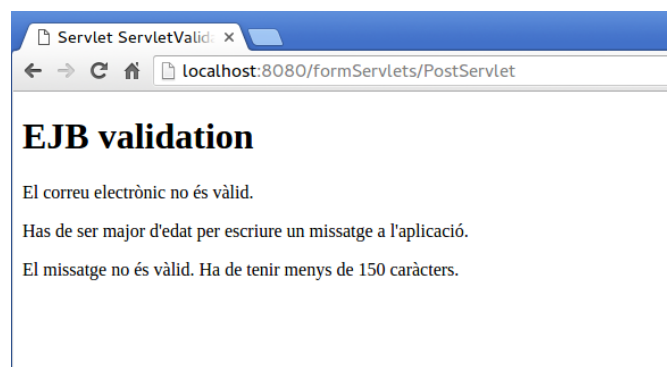 Servlet ServletValid
localhost:8080/formServlets/PostServlet
EJB validation
El correu electrònic no és vàlid.
Has de ser major d'edat per escriure un missatge a l'aplicació.
El missatge no és vàlid. Ha de tenir menys de 150 caràcters.